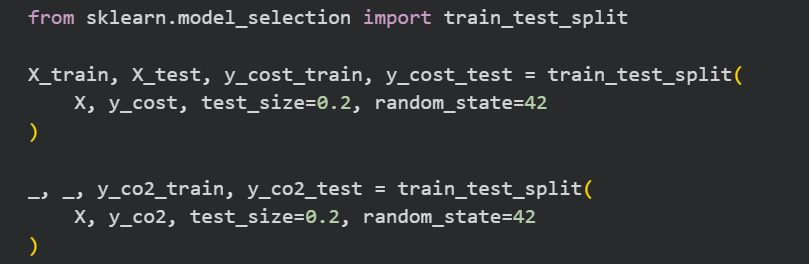 from sklearn.model_selection import train_test_split
X_train, X_test, y_cost_train, y_cost_test = train_test_split(
    X, y_cost, test_size=0.2, random_state=42
)
_, _, y_co2_train, y_co2_test = train_test_split(
    X, y_co2, test_size=0.2, random_state=42
)